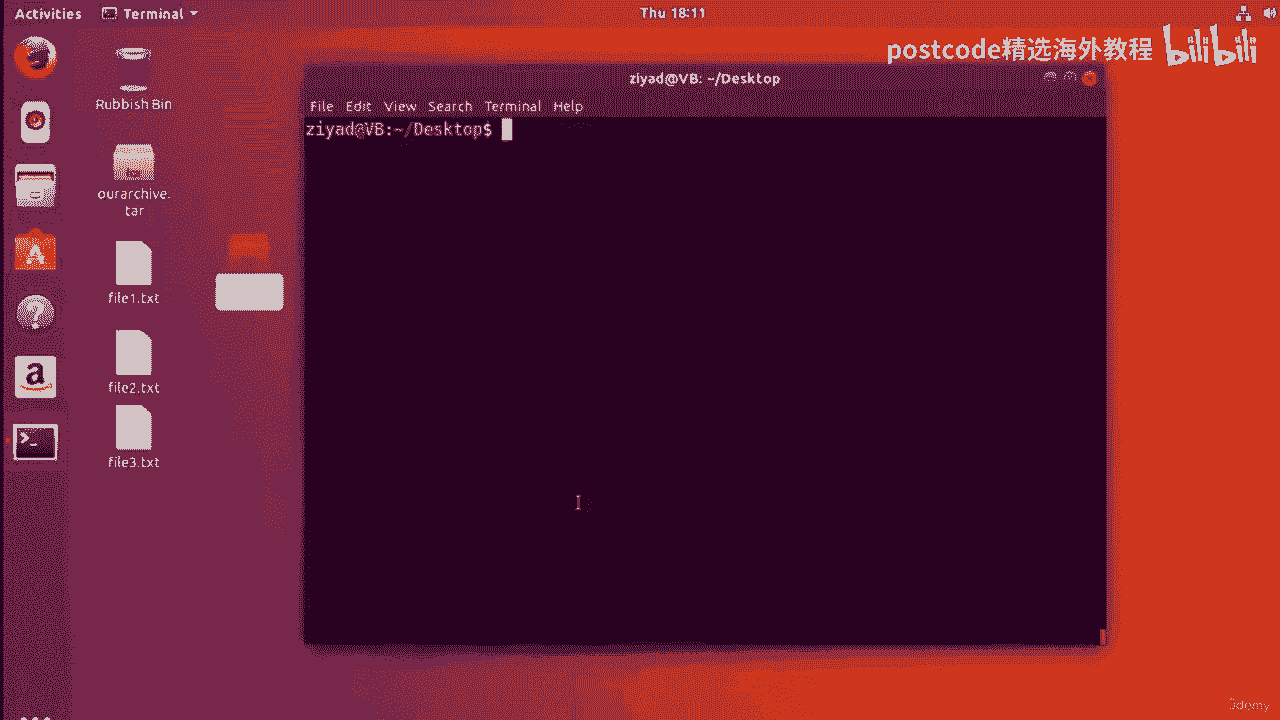 Activities
Terminal
Thu 18:11
postcode精选海外教程 bilibili
Rubbish Bin
ourarchive.
tar
file1.txt
file2.txt
file3.txt
ziyad@VB: ~/Desktop
File Edit View Search Terminal Help
ziyad@VB:~/Desktop$